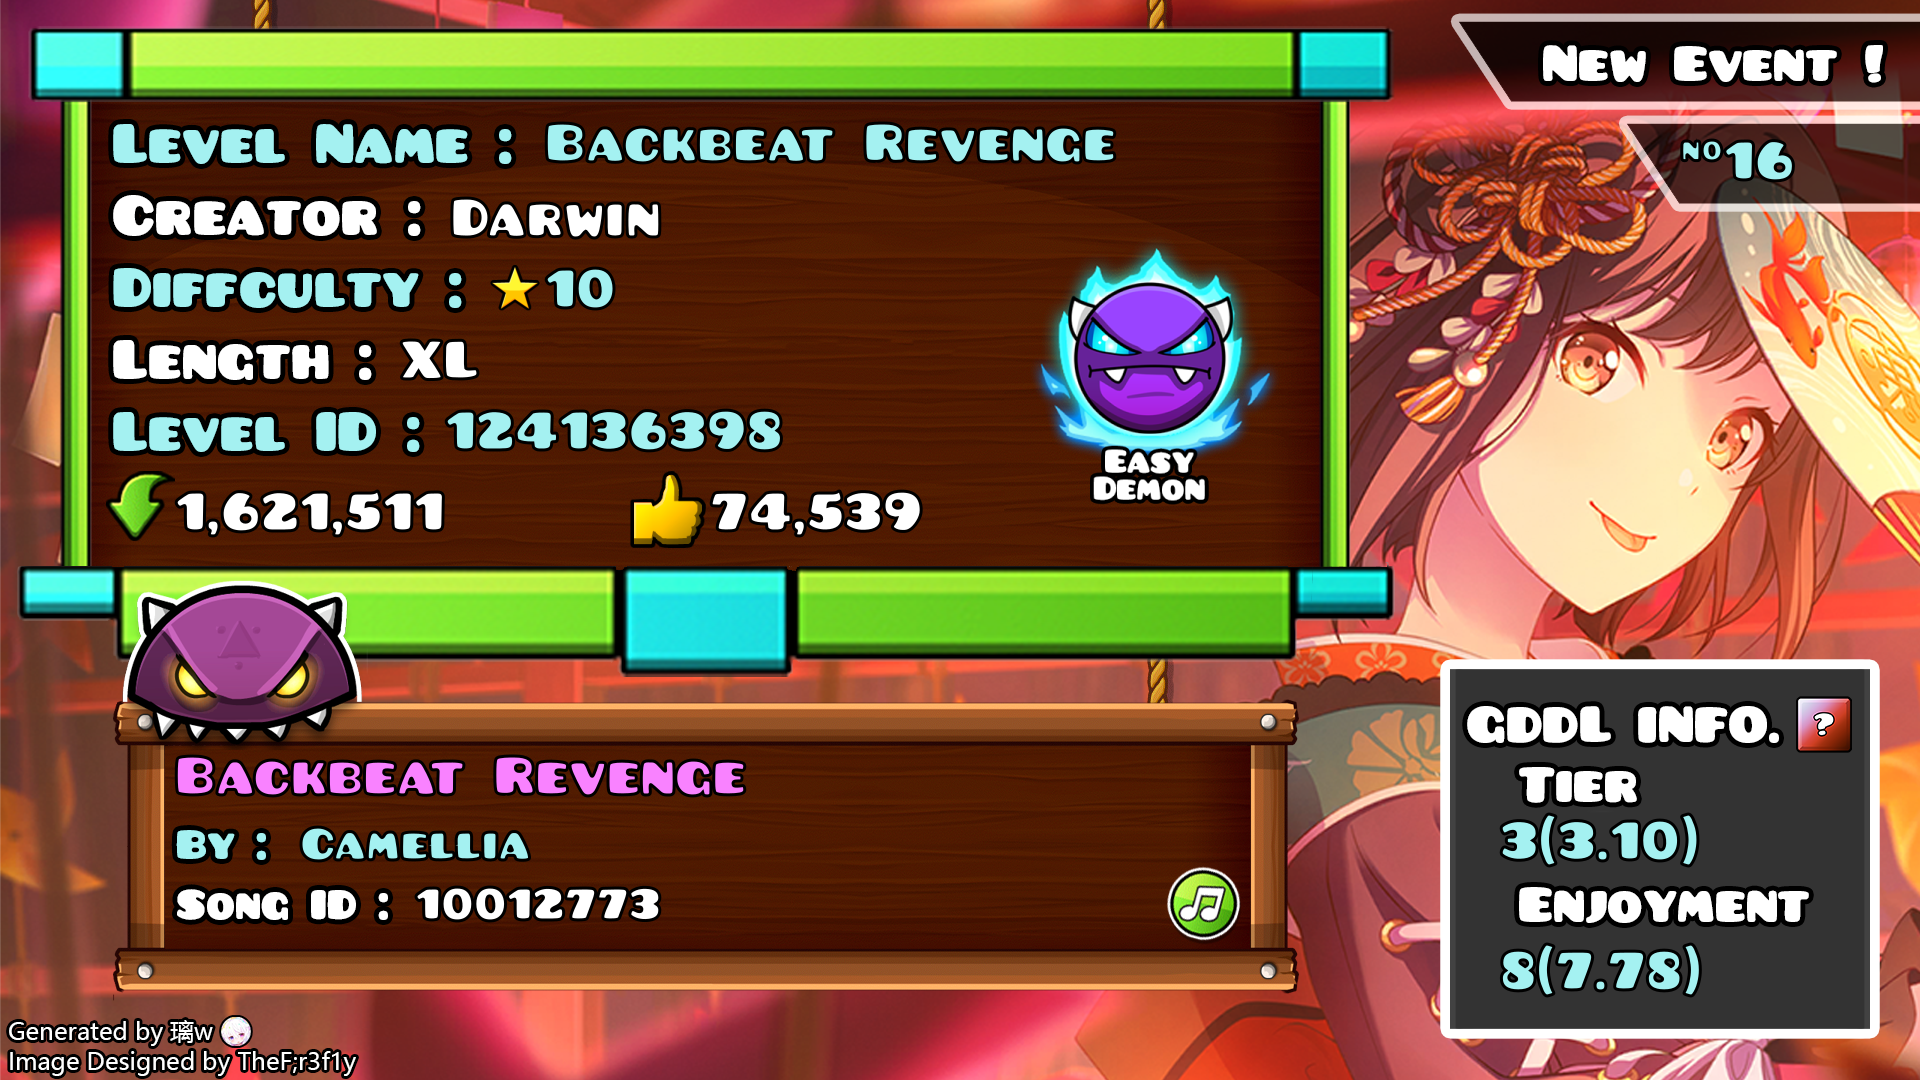 New Event !
No16
Level Name : Backbeat Revenge
Creator : Darwin
Diffculty : 10
Length : XL
Level ID : 124136398
1,621,511
74,539
Easy
Demon
Backbeat Revenge
By : Camellia
Song ID : 10012773
GDDL info. ?
Tier
3(3.10)
Enjoyment
8(7.78)
Generated by 璃w
Image Designed by TheF;r3f1y